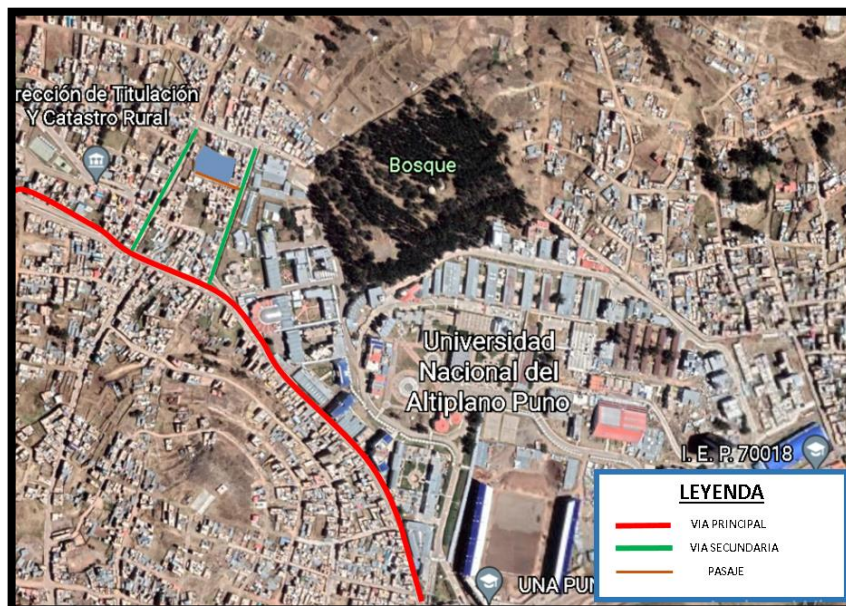 rección de Titulación
Y Catastro Rural
Bosque
Universidad
Nacional del
Altiplano Puno
I. E. P. 70018
UNA PUN
LEYENDA
VIA PRINCIPAL
VIA SECUNDARIA
PASAJE